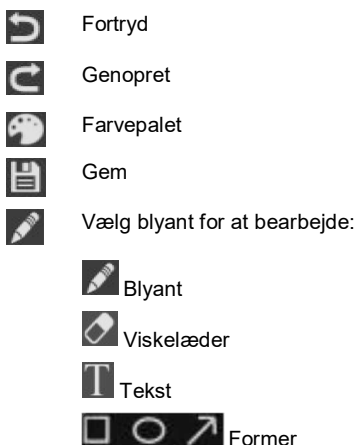 Fortryd
Genopret
Farvepalet
Gem
Vælg blyant for at bearbejde:
Blyant
Viskelæder
T Tekst
Former